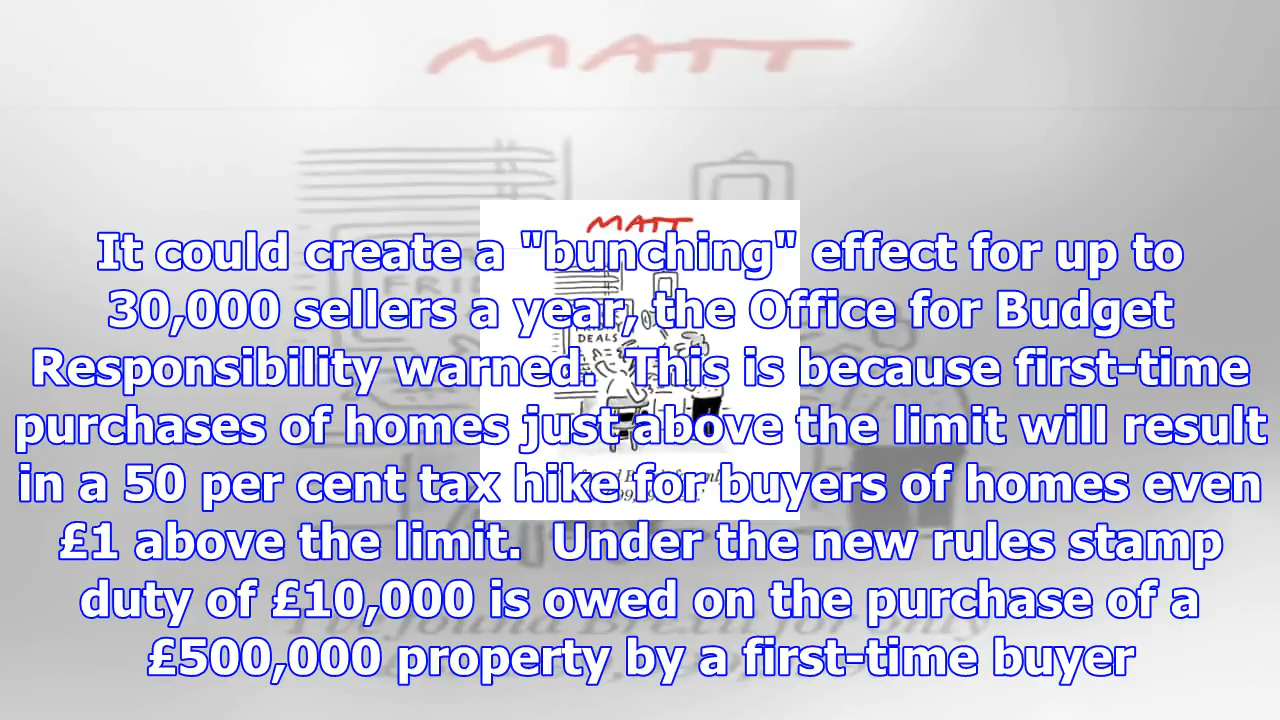 MATT
MATT
It could create a "bunching" effect for up to
30,000 sellers a year, the Office for Budget
Responsibility warned. This is because first-time
purchases of homes just above the limit will result
in a 50 per cent tax hike for buyers of homes even
£1 above the limit. Under the new rules stamp
duty of £10,000 is owed on the purchase of a
£500,000 property by a first-time buyer
DEALS